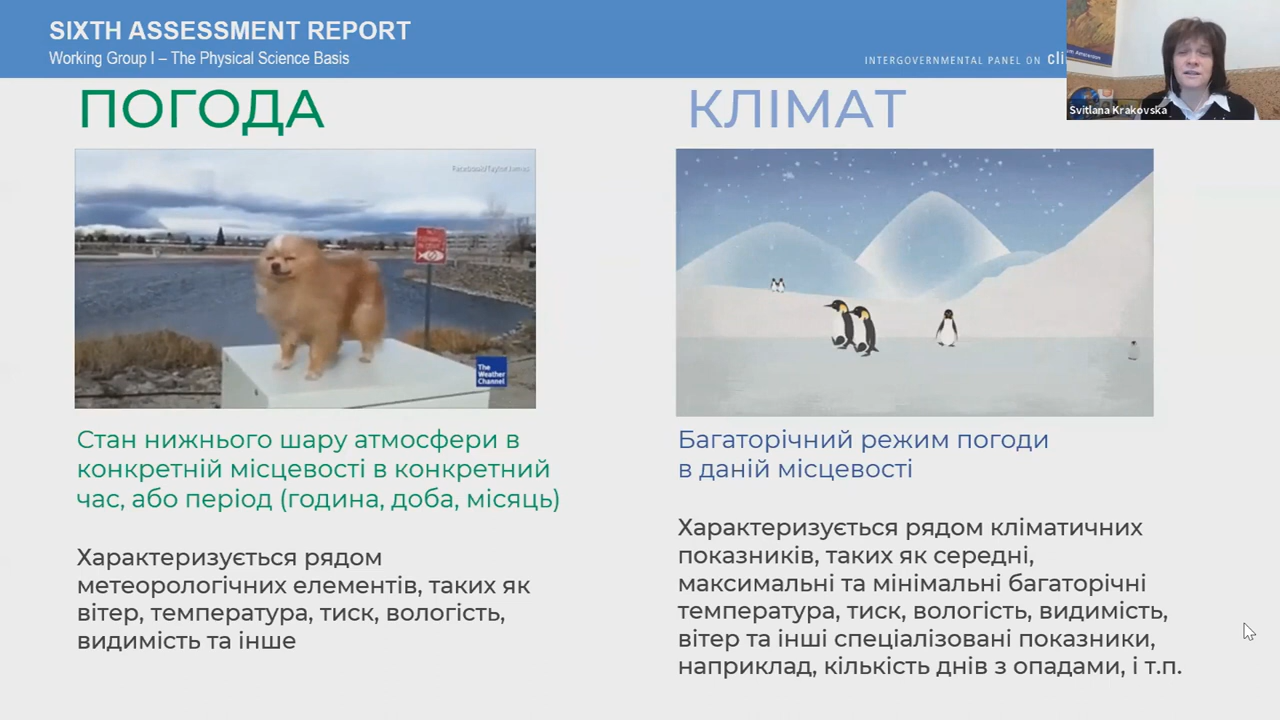 SIXTH ASSESSMENT REPORT
Working Group I – The Physical Science Basis
INTERGOVERNMENTAL PANEL ON cli
Svitlana Krakovska
ПОГОДА
The
Weather
Channel
Стан нижнього шару атмосфери в
конкретній місцевості в конкретний
час, або період (година, доба, місяць)
Характеризується рядом
метеорологічних елементів, таких як
вітер, температура, тиск, вологість,
видимість та інше
КЛІМАТ
Багаторічний режим погоди
в даній місцевості
Характеризується рядом кліматичних
показників, таких як середні,
максимальні та мінімальні багаторічні
температура, тиск, вологість, видимість,
вітер та інші спеціалізовані показники,
наприклад, кількість днів з опадами, і т.п.